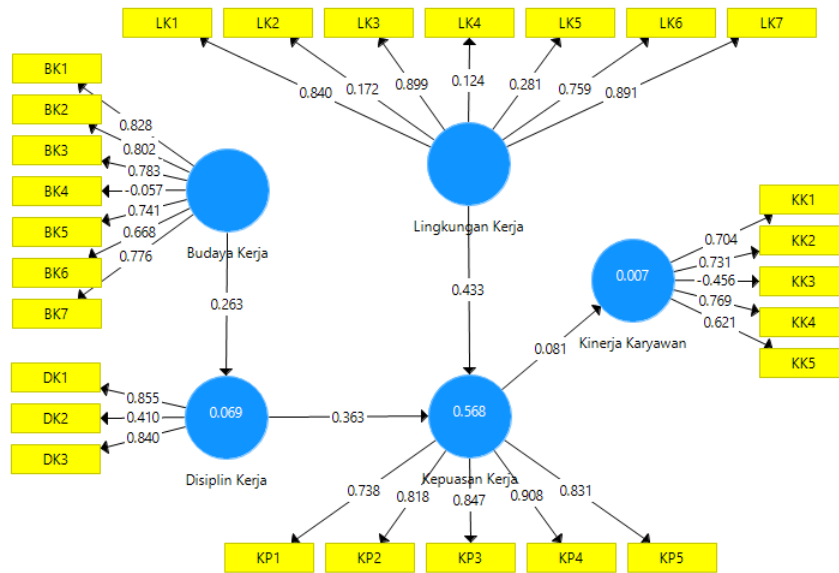 LK1
LK2
LK3
LK4
LK5
LK6
LK7
0.840
0.172
0.899
0.124
0.281
0.759
0.891
BK1
BK2
BK3
BK4
BK5
BK6
BK7
0.828
0.802
0.783
-0.057
0.741
0.668
0.776
Budaya Kerja
Lingkungan Kerja
0.263
0.433
KK1
KK2
KK3
KK4
KK5
0.704
0.731
-0.456
0.769
0.621
0.007
Kinerja Karyawan
0.081
DK1
DK2
DK3
0.855
0.410
0.840
0.069
Disiplin Kerja
0.363
0.568
Kepuasan Kerja
0.738
0.818
0.847
0.908
0.831
KP1
KP2
KP3
KP4
KP5